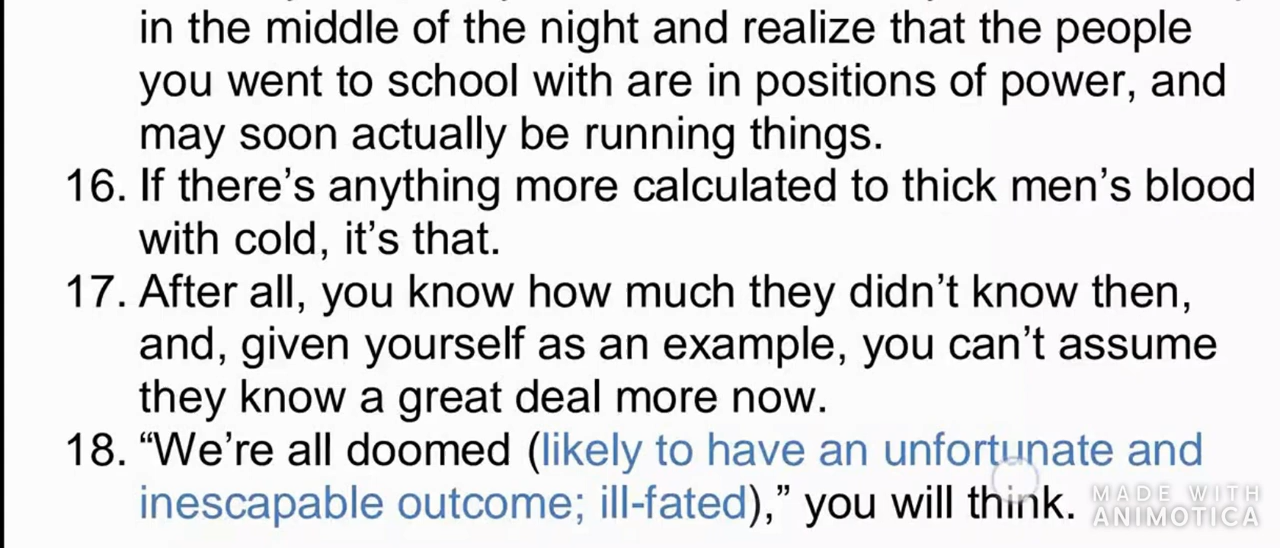 in the middle of the night and realize that the people
you went to school with are in positions of power, and
may soon actually be running things.
16. If there’s anything more calculated to thick men’s blood
with cold, it’s that.
17. After all, you know how much they didn’t know then,
and, given yourself as an example, you can’t assume
they know a great deal more now.
18. “We’re all doomed (likely to have an unfortunate and
inescapable outcome; ill-fated),” you will think.
MADE WITH
ANIMOTICA